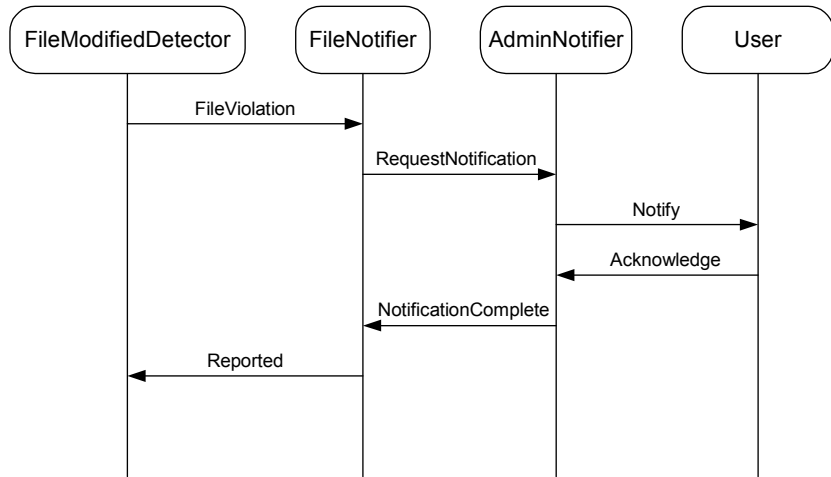 FileModifiedDetector
FileNotifier
AdminNotifier
User
FileViolation
RequestNotification
Notify
Acknowledge
NotificationComplete
Reported